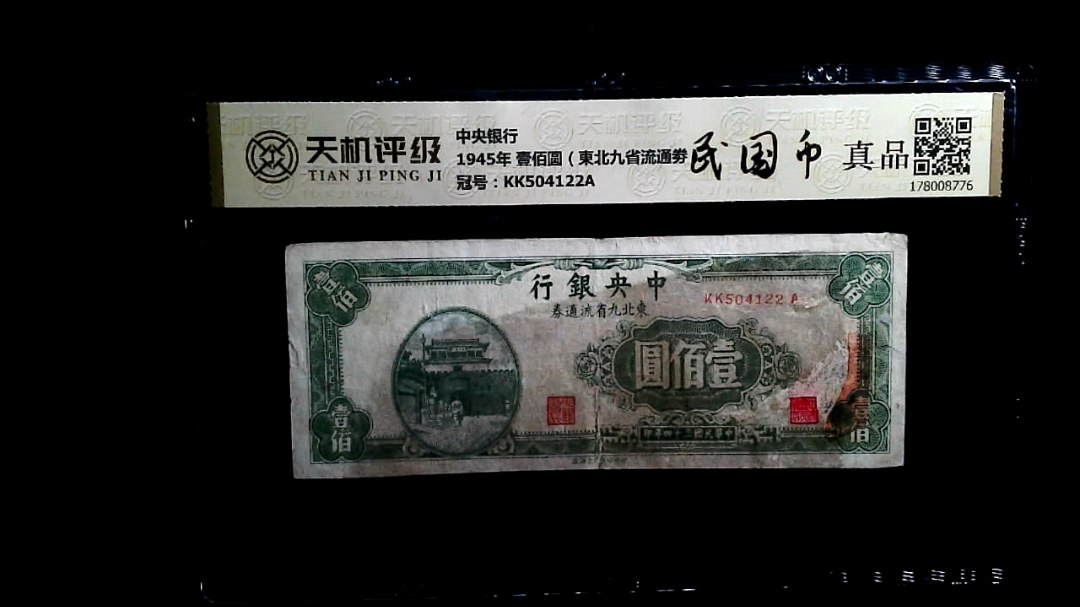 天机评级
TIAN JI PING JI
中央银行
1945年 壹佰圆（東北九省流通劵
冠号：KK504122A
民国币
真品
178008776
壹佰
壹佰
行銀央中
券通流省九北東
KK504122 A
圓佰壹
壹佰
壹佰